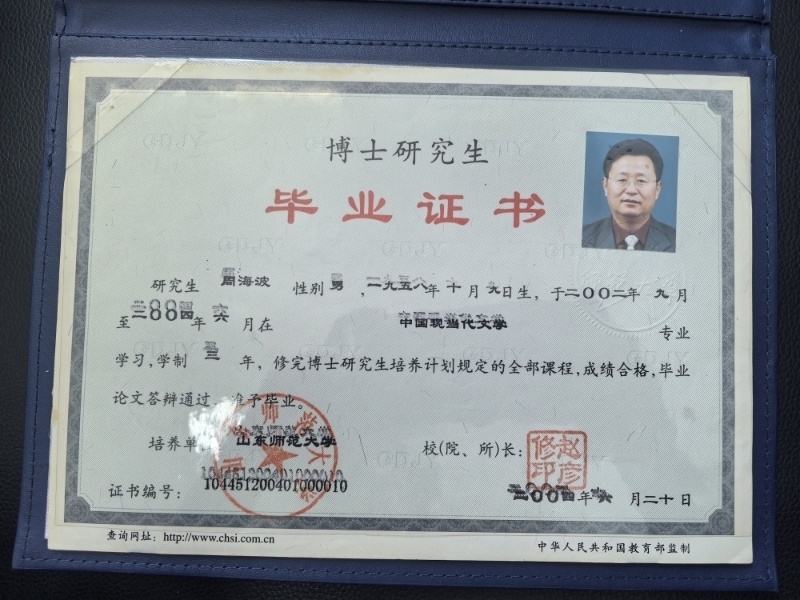 博士研究生
毕业证书
研究生 周海波 性别 男，一九五八年十月九日生，于二〇〇二年九月
至二〇〇四年六月在 中国现当代文学 专业
学习，学制 三 年，修完博士研究生培养计划规定的全部课程，成绩合格，毕业
论文答辩通过，准予毕业。
培养单 山东师范大学 校(院、所)长： 赵彦修印
证书编号： 104451200401000010 二〇〇四年六月二十日
查询网址：http://www.chsi.com.cn 中华人民共和国教育部监制